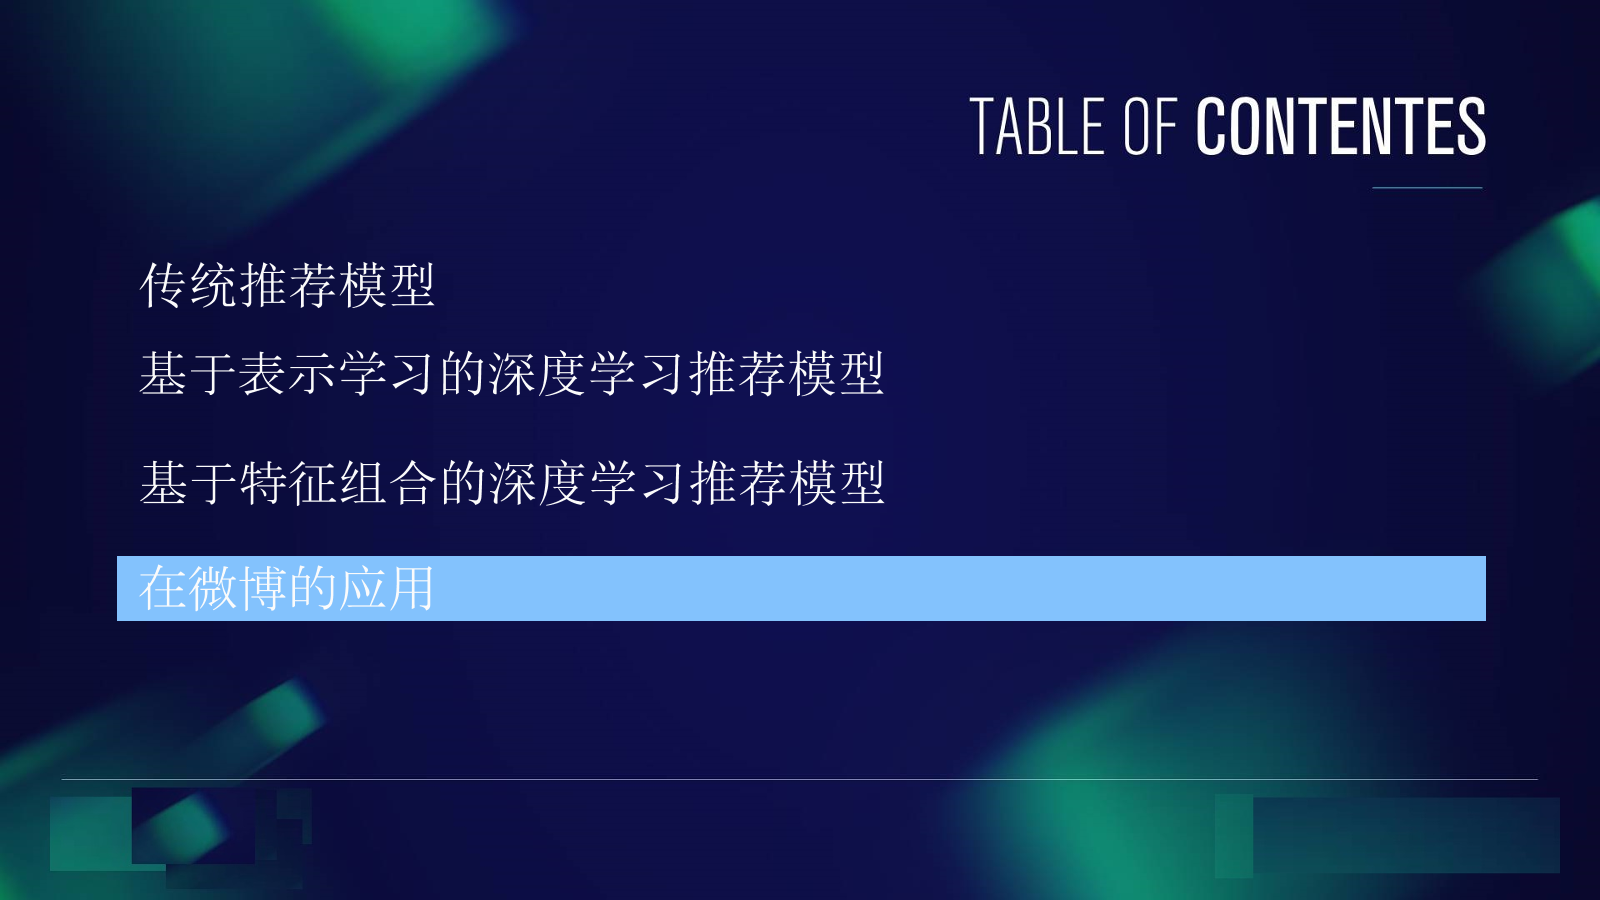 TABLE OF CONTENTES
传统推荐模型
基于表示学习的深度学习推荐模型
基于特征组合的深度学习推荐模型
在微博的应用